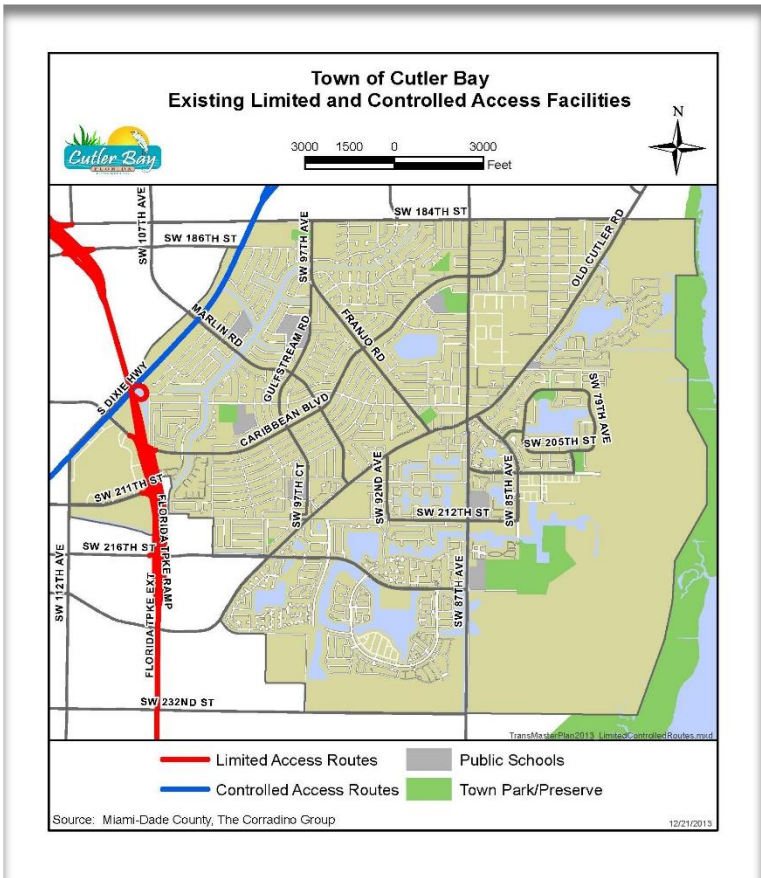 Town of Cutler Bay
Existing Limited and Controlled Access Facilities
Cutler Bay
FLORIDA
N
3000 1500 0 3000
Feet
SW 107TH AVE
SW 186TH ST
SW 97TH AVE
SW 184TH ST
OLD CUTLER RD
MARLIN RD
GULFSTREAM RD
FRANJO RD
S DIXIE HWY
CARIBBEAN BLVD
SW 79TH AVE
SW 205TH ST
SW 211TH ST
SW 97TH CT
SW 92ND AVE
SW 85TH AVE
SW 212TH ST
SW 216TH ST
SW 112TH AVE
FLORIDA TPKE EXT
FLORIDA TPKE RAMP
SW 87TH AVE
SW 232ND ST
TransMasterPlan2013_LimitedControlledRoutes.mxd
Limited Access Routes
Public Schools
Controlled Access Routes
Town Park/Preserve
Source: Miami-Dade County, The Corradino Group
12/21/2013